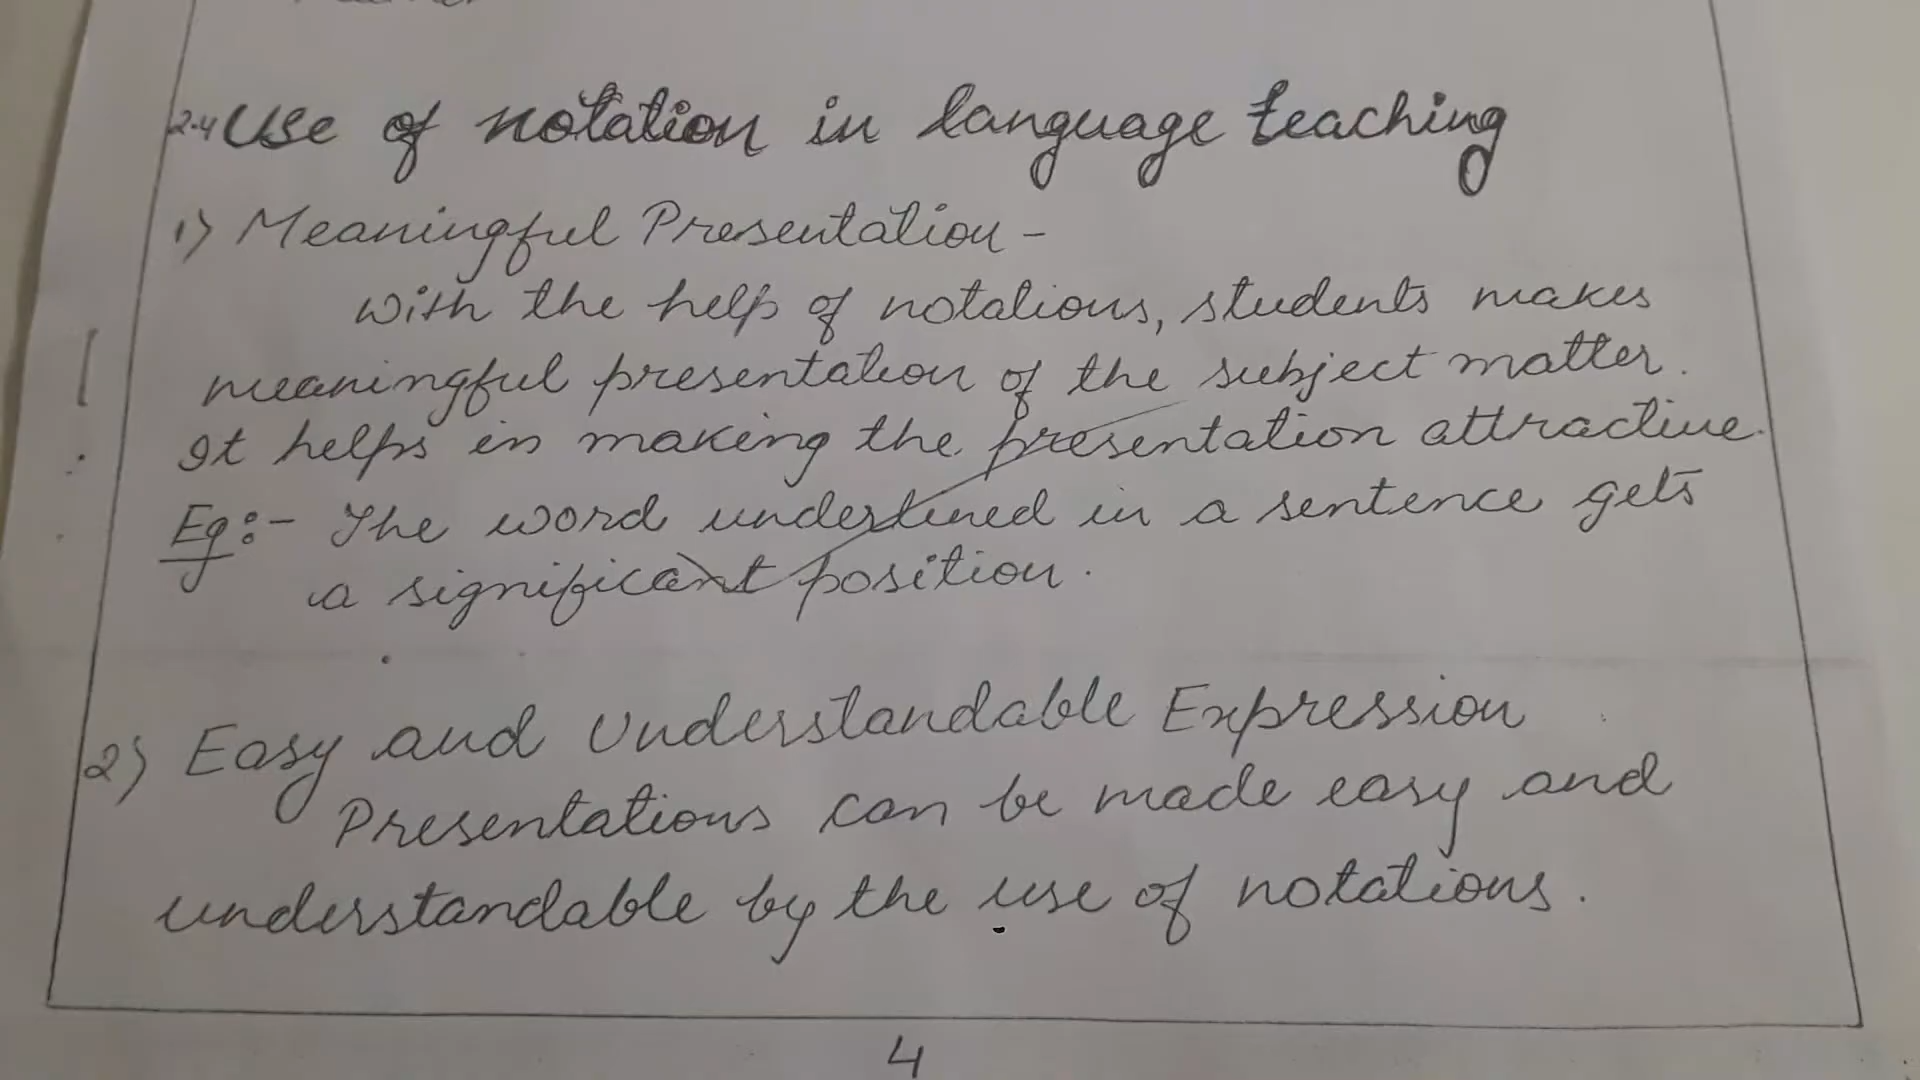 2.4 Use of notation in language teaching
1) Meaningful Presentation -
with the help of notations, students makes
meaningful presentation of the subject matter.
It helps in making the presentation attractive.
Eg:- The word underlined in a sentence gets
a significant position.
2) Easy and Understandable Expression
Presentations can be made easy and
understandable by the use of notations.
4